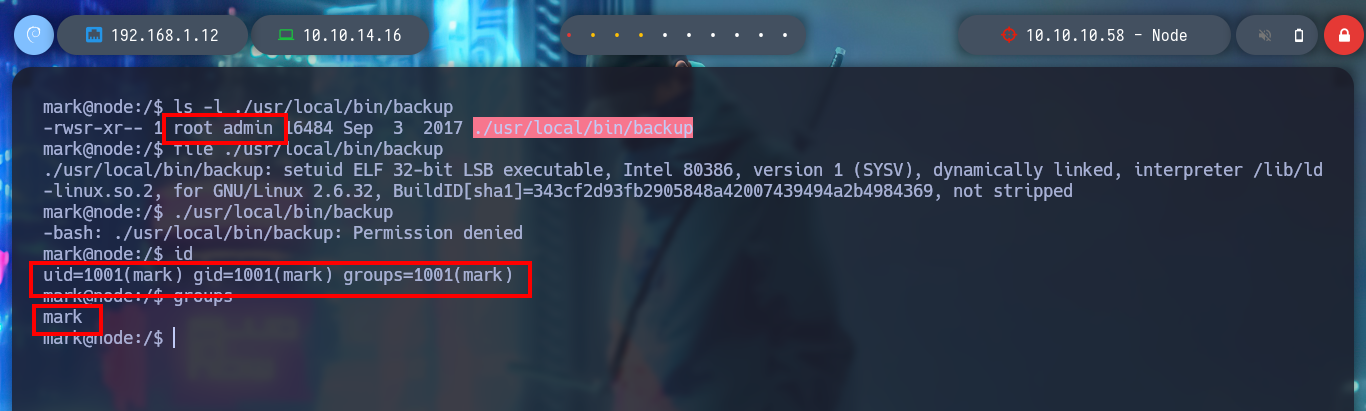 192.168.1.12 10.10.14.16 10.10.10.58 - Node
mark@node:/$ ls -l ./usr/local/bin/backup
-rwsr-xr-- 1 root admin 16484 Sep  3  2017 ./usr/local/bin/backup
mark@node:/$ file ./usr/local/bin/backup
./usr/local/bin/backup: setuid ELF 32-bit LSB executable, Intel 80386, version 1 (SYSV), dynamically linked, interpreter /lib/ld
-linux.so.2, for GNU/Linux 2.6.32, BuildID[sha1]=343cf2d93fb2905848a42007439494a2b4984369, not stripped
mark@node:/$ ./usr/local/bin/backup
-bash: ./usr/local/bin/backup: Permission denied
mark@node:/$ id
uid=1001(mark) gid=1001(mark) groups=1001(mark)
mark@node:/$ groups
mark
mark@node:/$